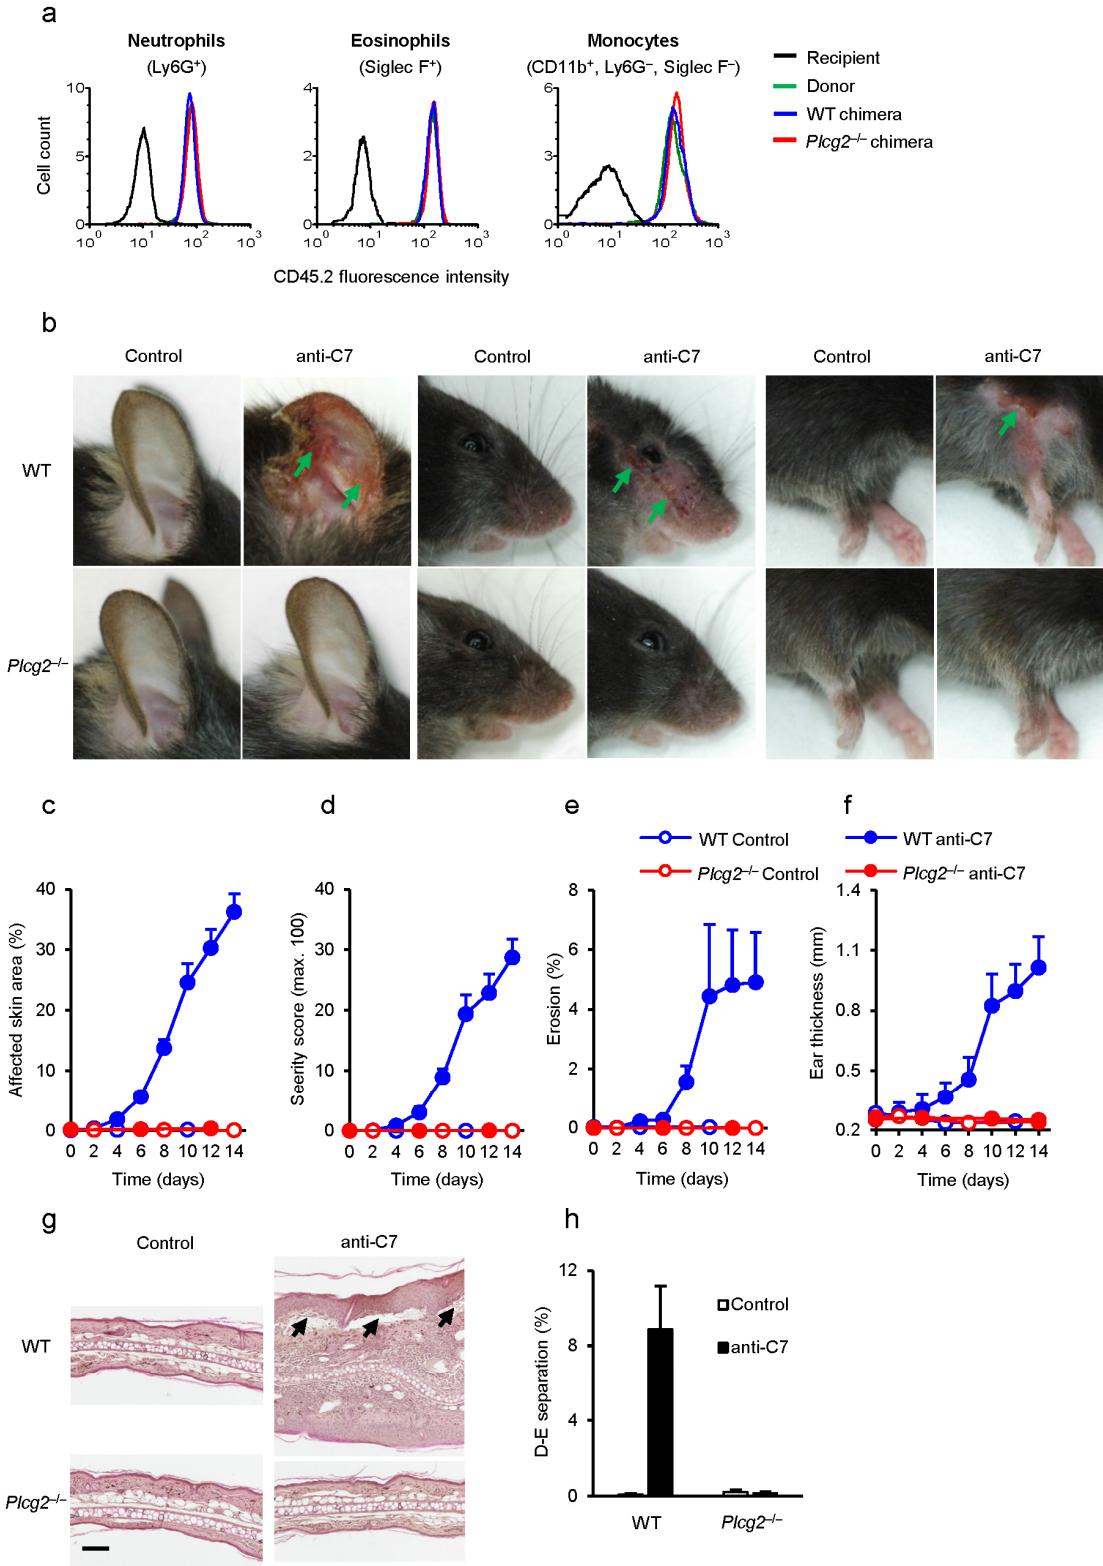 a
Neutrophils
(Ly6G⁺)
Eosinophils
(Siglec F⁺)
Monocytes
(CD11b⁺, Ly6G⁻, Siglec F⁻)
Recipient
Donor
WT chimera
Plcg2⁻/⁻ chimera
Cell count
10
5
0
4
2
0
6
3
0
10⁰ 10¹ 10² 10³
10⁰ 10¹ 10² 10³
10⁰ 10¹ 10² 10³
CD45.2 fluorescence intensity
b
Control anti-C7 Control anti-C7 Control anti-C7
WT
Plcg2⁻/⁻
c d e f
WT Control
WT anti-C7
Plcg2⁻/⁻ Control
Plcg2⁻/⁻ anti-C7
Affected skin area (%)
40
30
20
10
0
0 2 4 6 8 10 12 14
Time (days)
Seerity score (max. 100)
40
30
20
10
0
0 2 4 6 8 10 12 14
Time (days)
Erosion (%)
8
6
4
2
0
0 2 4 6 8 10 12 14
Time (days)
Ear thickness (mm)
1.4
1.1
0.8
0.5
0.2
0 2 4 6 8 10 12 14
Time (days)
g
Control anti-C7
WT
Plcg2⁻/⁻
h
D-E separation (%)
12
8
4
0
Control
anti-C7
WT Plcg2⁻/⁻